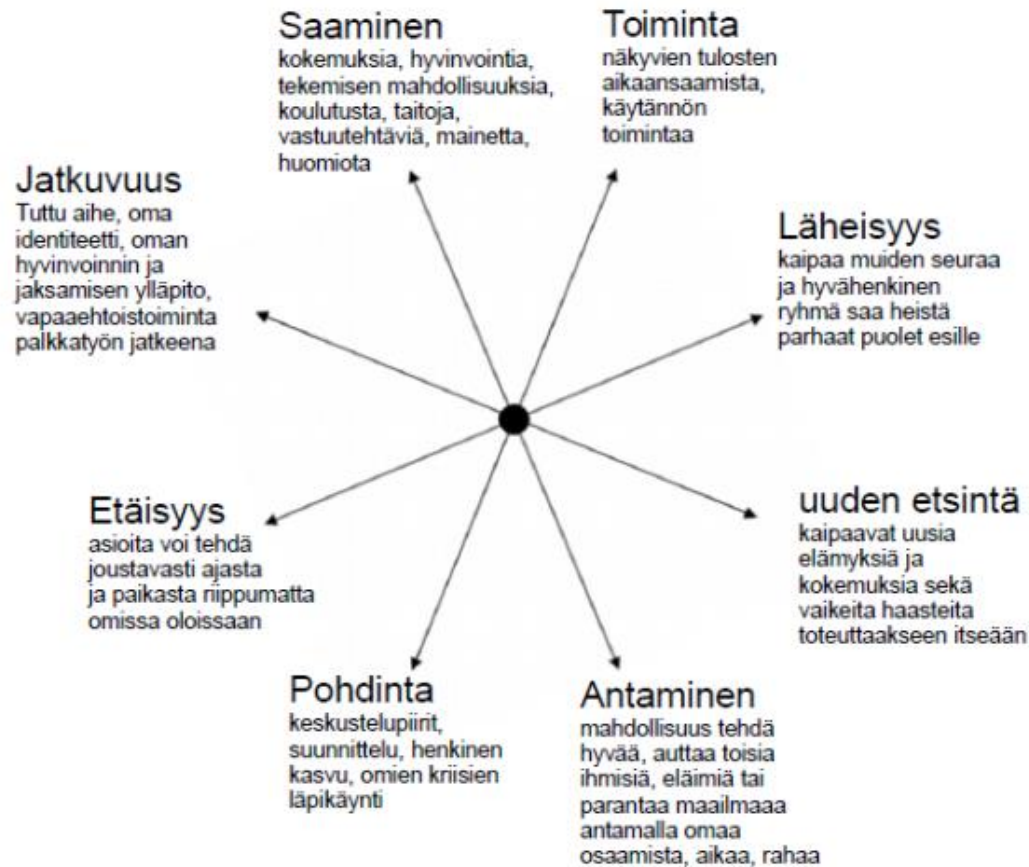 Saaminen
kokemuksia, hyvinvointia,
tekemisen mahdollisuuksia,
koulutusta, taitoja,
vastuutehtäviä, mainetta,
huomiota
Toiminta
näkyvien tulosten
aikaansaamista,
käytännön
toimintaa
Jatkuvuus
Tuttu aihe, oma
identiteetti, oman
hyvinvoinnin ja
jaksamisen ylläpito,
vapaaehtoistoiminta
palkkatyön jatkeena
Läheisyys
kaipaa muiden seuraa
ja hyvähenkinen
ryhmä saa heistä
parhaat puolet esille
Etäisyys
asioita voi tehdä
joustavasti ajasta
ja paikasta riippumatta
omissa oloissaan
uuden etsintä
kaipaavat uusia
elämyksiä ja
kokemuksia sekä
vaikeita haasteita
toteuttaakseen itseään
Pohdinta
keskustelupiirit,
suunnittelu, henkinen
kasvu, omien kriisien
läpikäynti
Antaminen
mahdollisuus tehdä
hyvää, auttaa toisia
ihmisiä, eläimiä tai
parantaa maailmaaa
antamalla omaa
osaamista, aikaa, rahaa